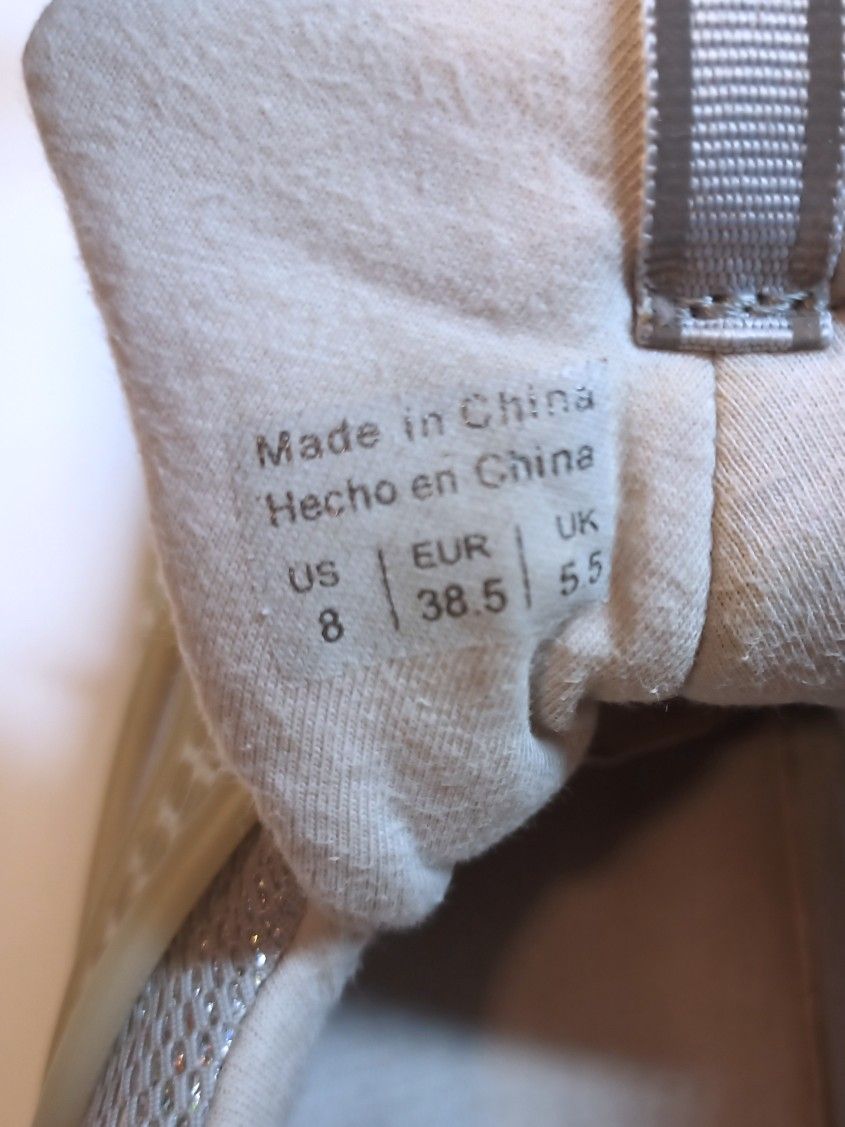 Made in China
Hecho en China
US | EUR | UK
8 | 38.5 | 5.5